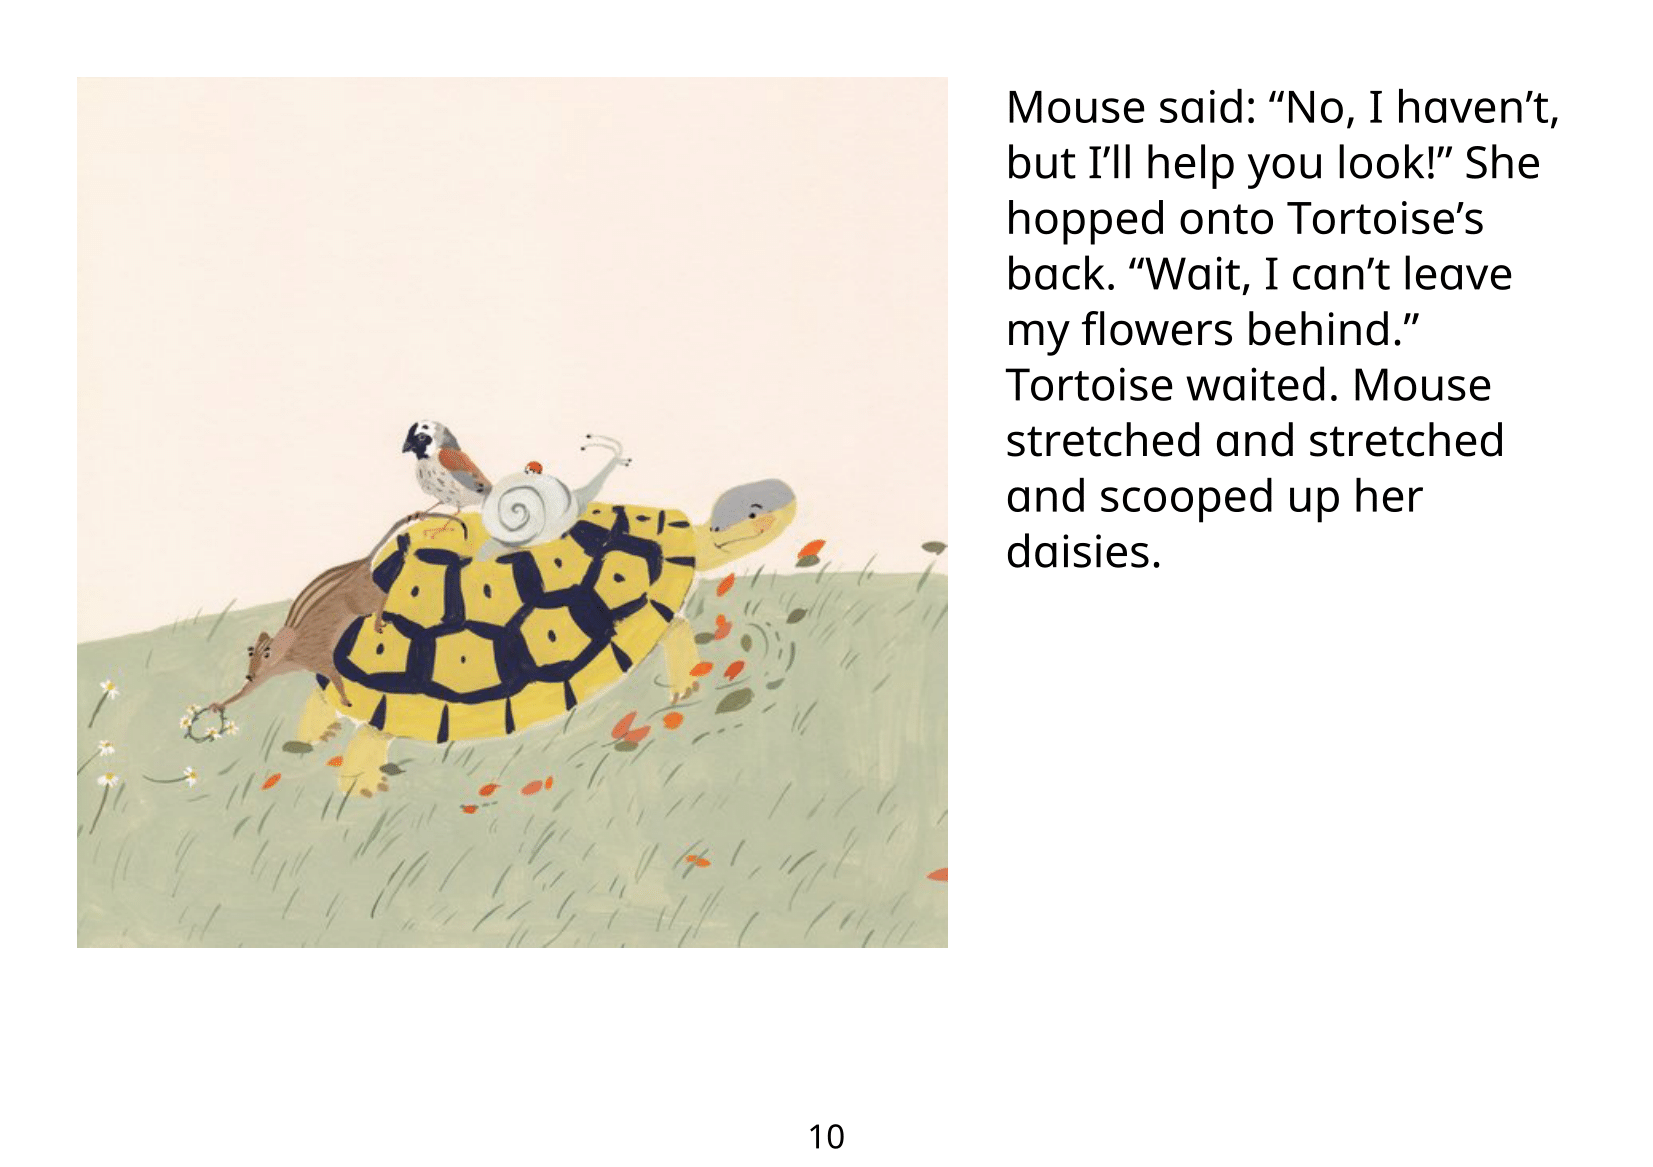 Mouse said: “No, I haven’t,
but I’ll help you look!” She
hopped onto Tortoise’s
back. “Wait, I can’t leave
my flowers behind.”
Tortoise waited. Mouse
stretched and stretched
and scooped up her
daisies.
10